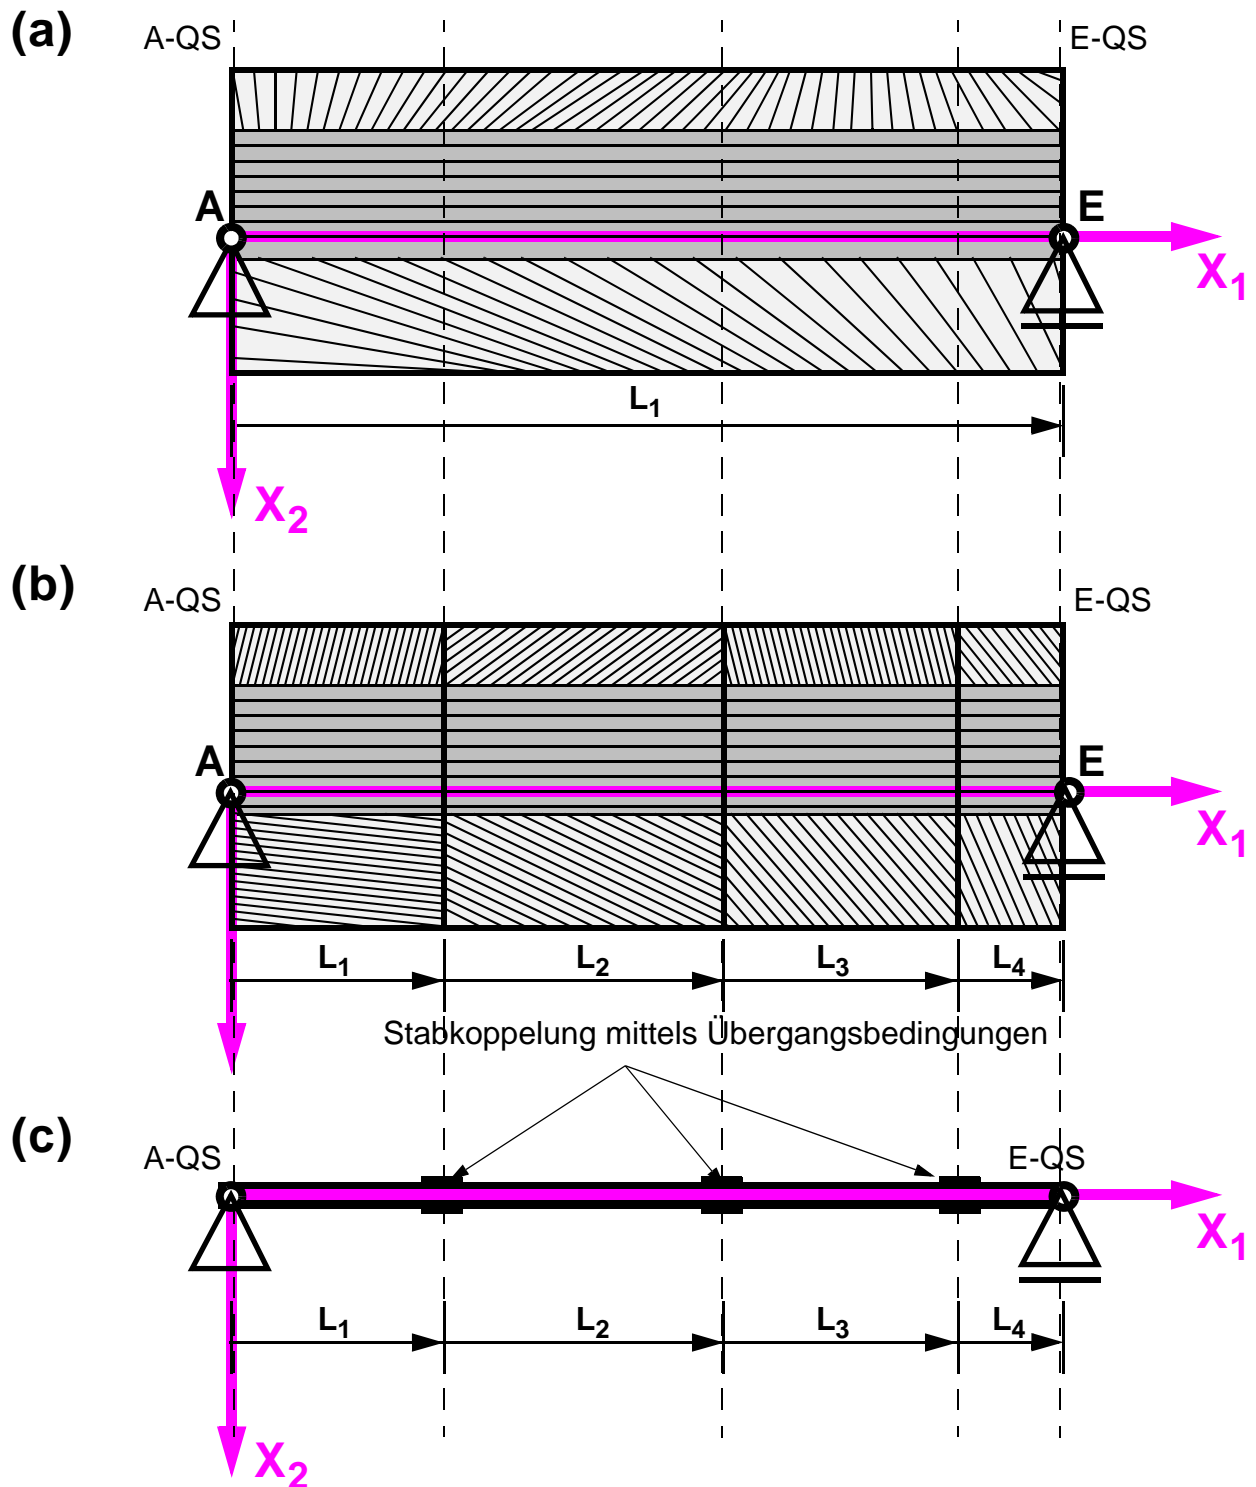 (a)
A-QS
E-QS
A
E
X1
L1
X2
(b)
A-QS
E-QS
A
E
X1
L1
L2
L3
L4
Stabkoppelung mittels Übergangsbedingungen
(c)
A-QS
E-QS
X1
L1
L2
L3
L4
X2